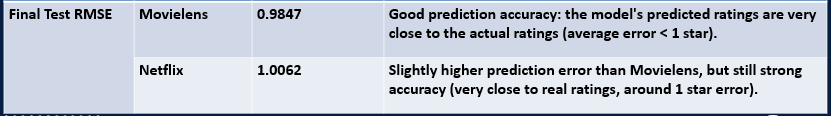 Final Test RMSE Movielens 0.9847 Good prediction accuracy: the model's predicted ratings are very
close to the actual ratings (average error < 1 star).
Netflix 1.0062 Slightly higher prediction error than Movielens, but still strong
accuracy (very close to real ratings, around 1 star error).